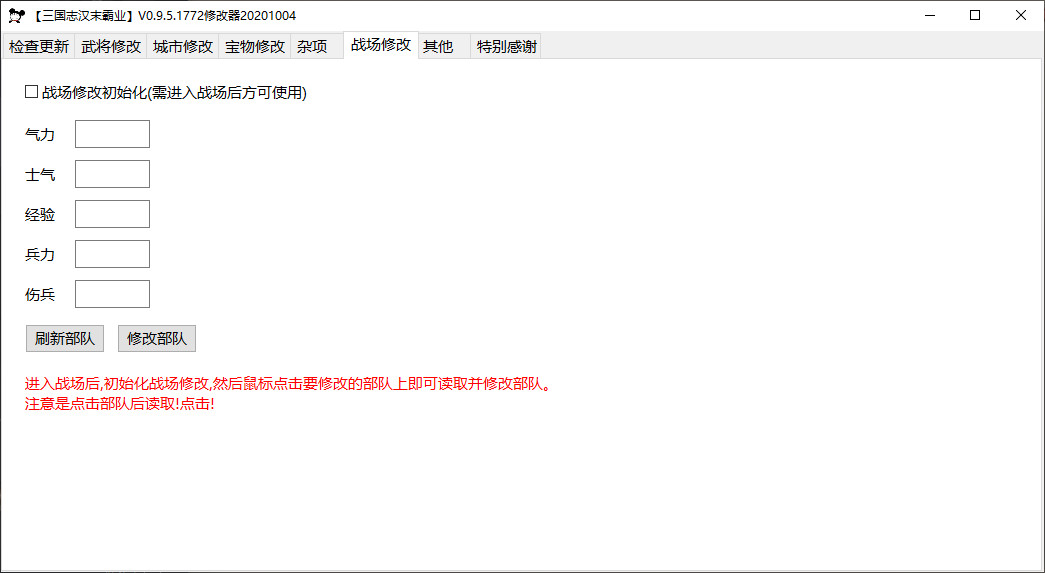 【三国志汉末霸业】V0.9.5.1772修改器20201004
检查更新 武将修改 城市修改 宝物修改 杂项 战场修改 其他 特别感谢
战场修改初始化(需进入战场后方可使用)
气力
士气
经验
兵力
伤兵
刷新部队 修改部队
进入战场后,初始化战场修改,然后鼠标点击要修改的部队上即可读取并修改部队。
注意是点击部队后读取!点击!